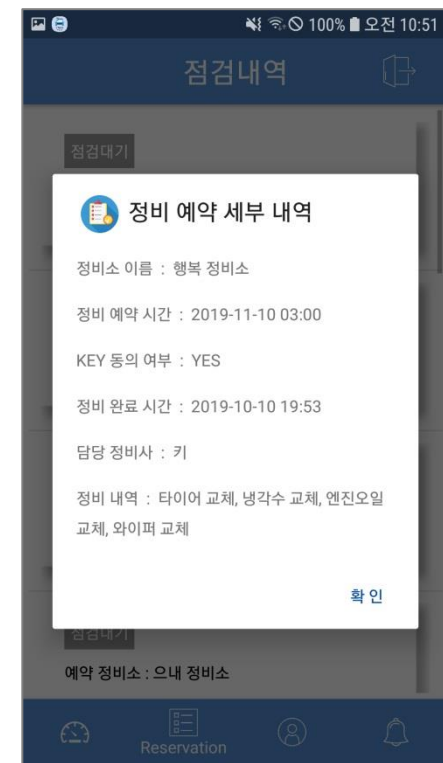 100% 오전 10:51
점검내역
점검대기
정비 예약 세부 내역
정비소 이름 : 행복 정비소
정비 예약 시간 : 2019-11-10 03:00
KEY 동의 여부 : YES
정비 완료 시간 : 2019-10-10 19:53
담당 정비사 : 키
정비 내역 : 타이어 교체, 냉각수 교체, 엔진오일
교체, 와이퍼 교체
확인
점검대기
예약 정비소 : 으내 정비소
Reservation